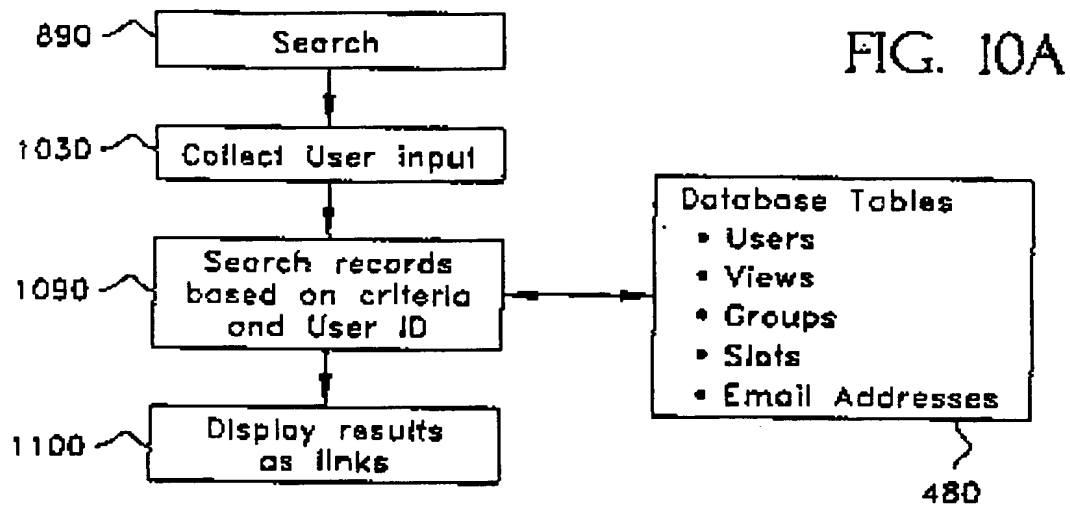 FIG. 10A
890
Search
1030
Collect User input
1090
Search records
based on criteria
and User ID
1100
Display results
as links
Database Tables
• Users
• Views
• Groups
• Slots
• Email Addresses
480